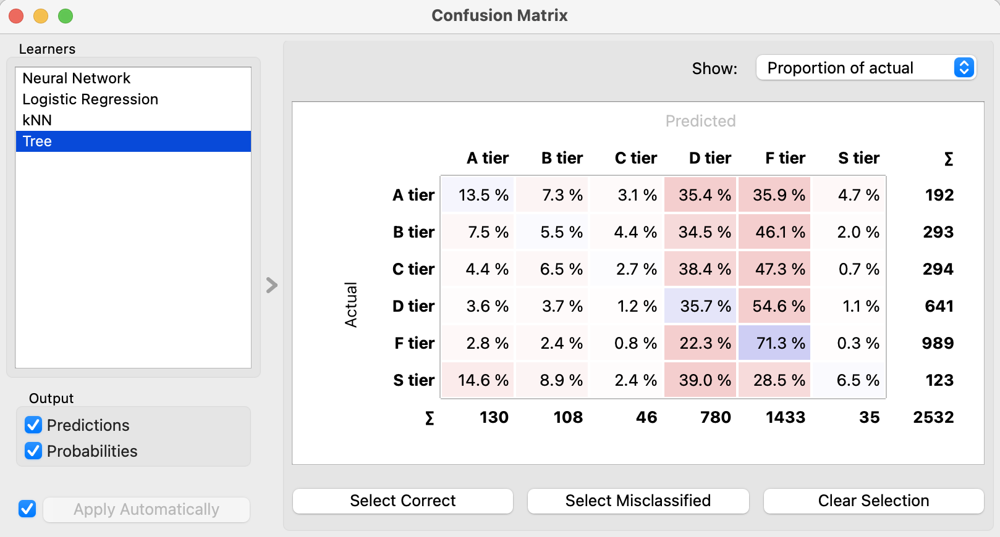 Confusion Matrix
Learners
Neural Network
Logistic Regression
kNN
Tree
Output
Predictions
Probabilities
Apply Automatically
Show: Proportion of actual
Predicted
A tier B tier C tier D tier F tier S tier Σ
Actual
A tier 13.5 % 7.3 % 3.1 % 35.4 % 35.9 % 4.7 % 192
B tier 7.5 % 5.5 % 4.4 % 34.5 % 46.1 % 2.0 % 293
C tier 4.4 % 6.5 % 2.7 % 38.4 % 47.3 % 0.7 % 294
D tier 3.6 % 3.7 % 1.2 % 35.7 % 54.6 % 1.1 % 641
F tier 2.8 % 2.4 % 0.8 % 22.3 % 71.3 % 0.3 % 989
S tier 14.6 % 8.9 % 2.4 % 39.0 % 28.5 % 6.5 % 123
Σ 130 108 46 780 1433 35 2532
Select Correct
Select Misclassified
Clear Selection